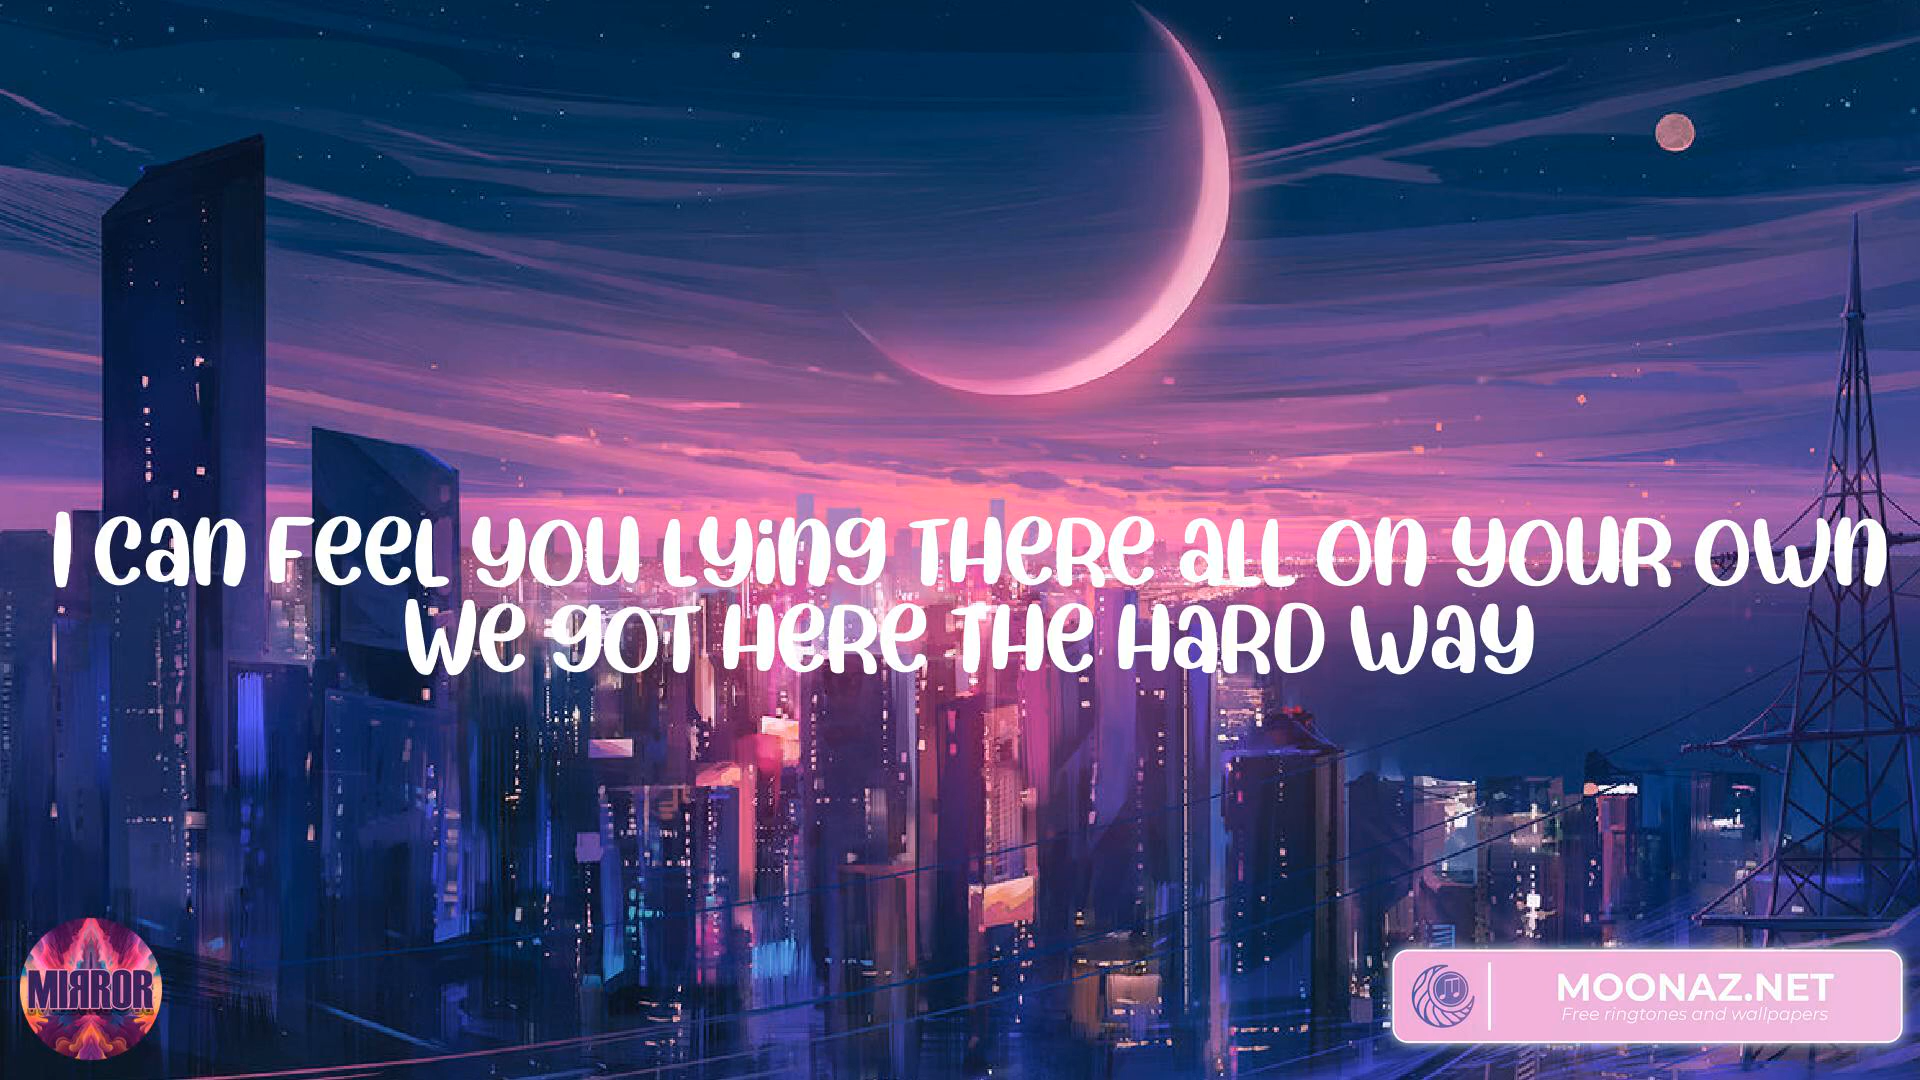 I can feel you lying there all on your own
We got here the hard way
MIRROR
MOONAZ.NET
Free ringtones and wallpapers